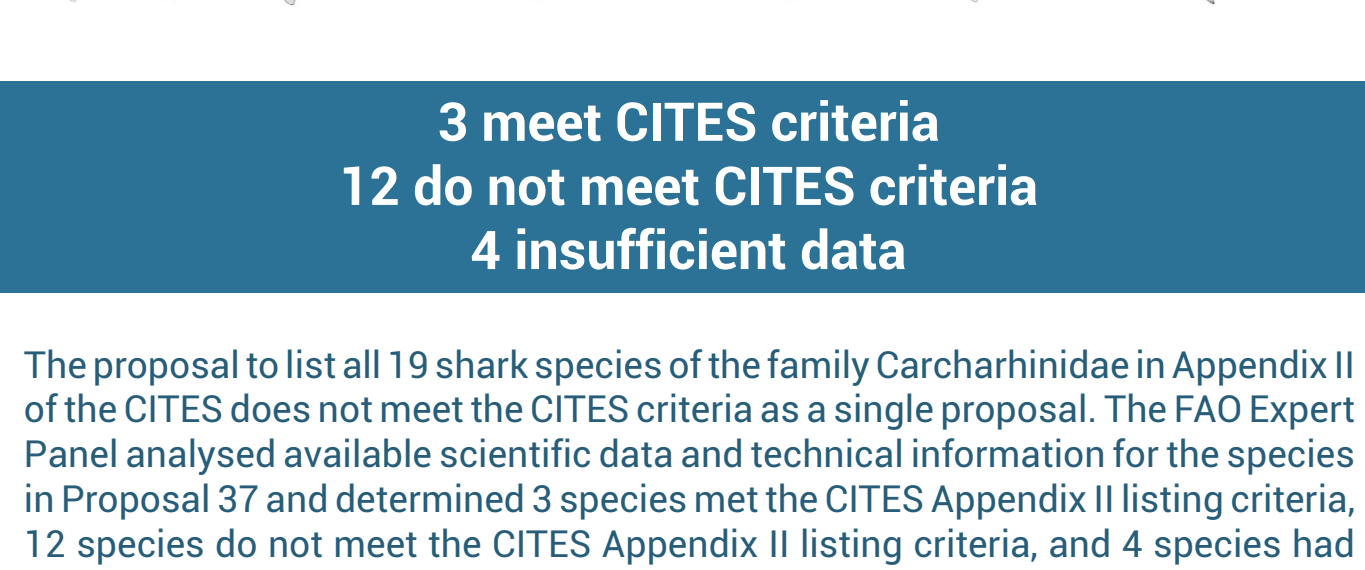 3 meet CITES criteria
12 do not meet CITES criteria
4 insufficient data
The proposal to list all 19 shark species of the family Carcharhinidae in Appendix II
of the CITES does not meet the CITES criteria as a single proposal. The FAO Expert
Panel analysed available scientific data and technical information for the species
in Proposal 37 and determined 3 species met the CITES Appendix II listing criteria,
12 species do not meet the CITES Appendix II listing criteria, and 4 species had